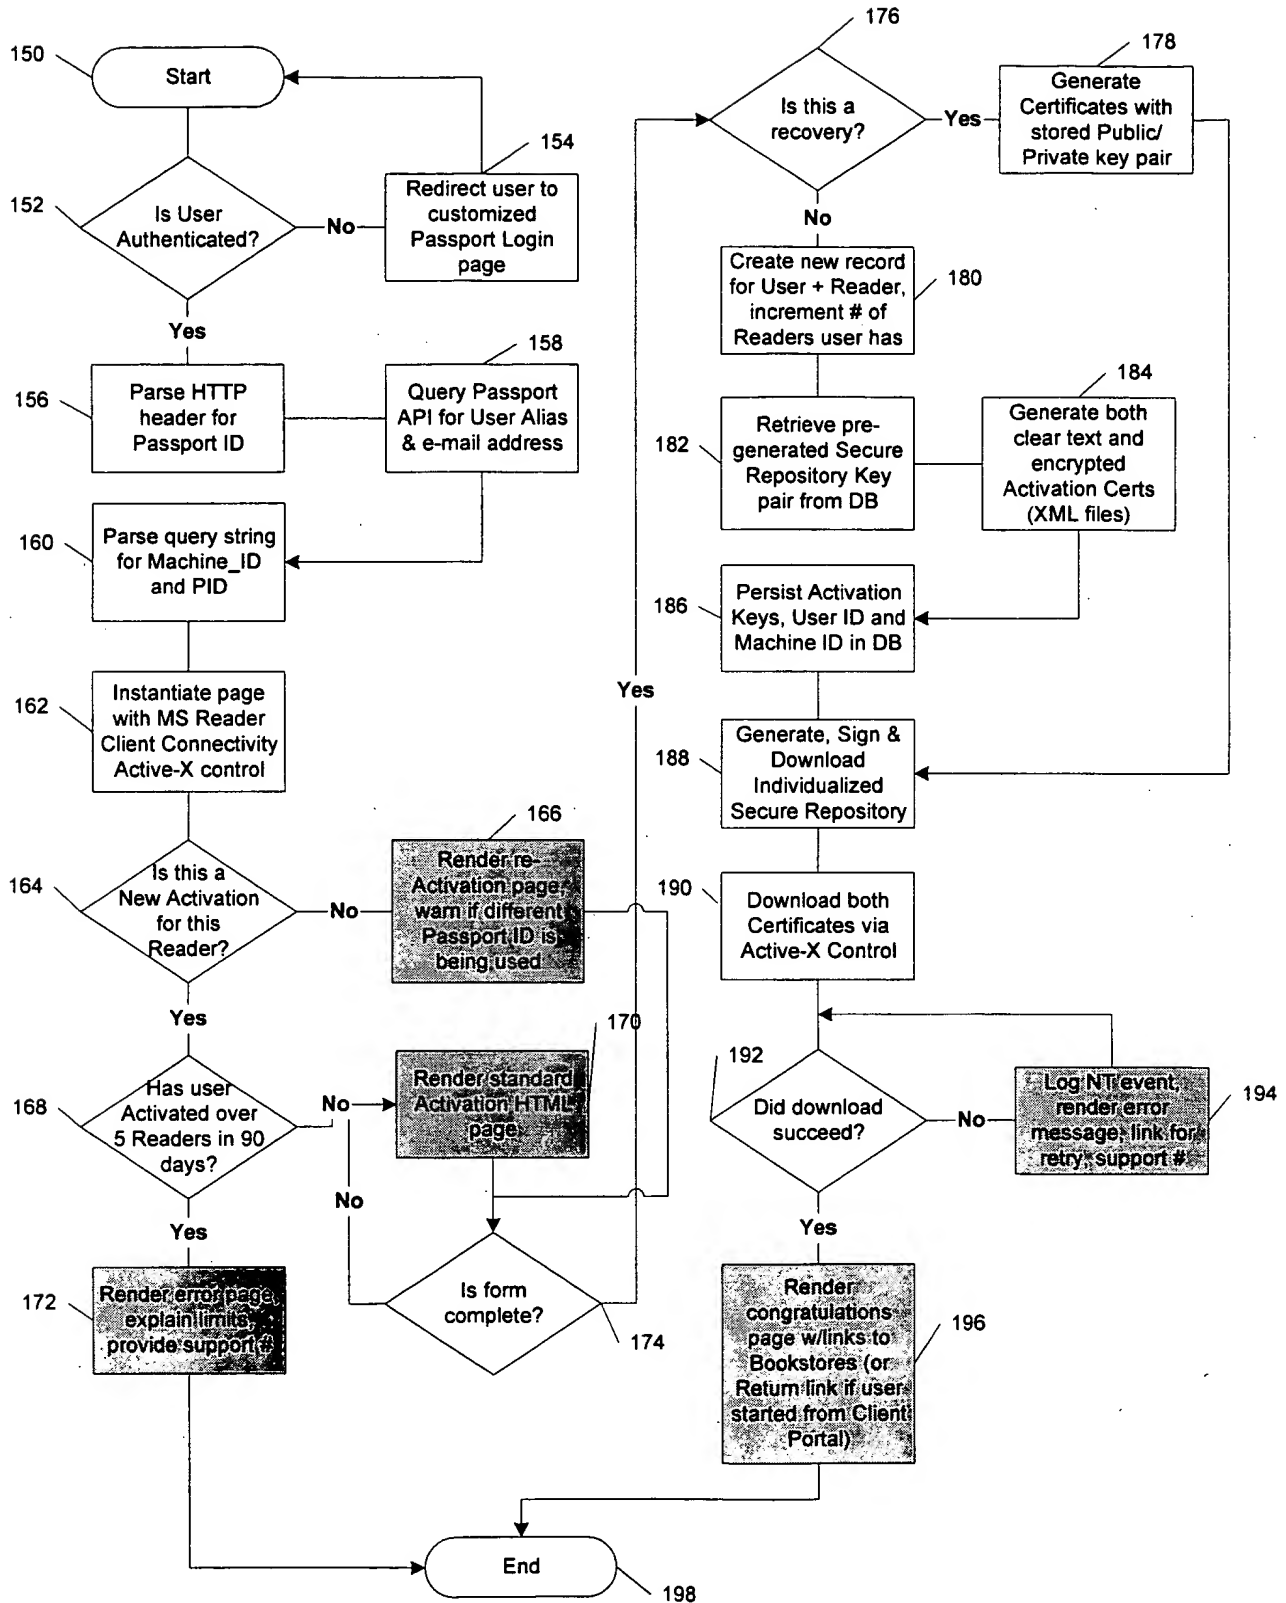 150
Start
152
Is User
Authenticated?
No
154
Redirect user to
customized
Passport Login
page
Yes
156
Parse HTTP
header for
Passport ID
158
Query Passport
API for User Alias
& e-mail address
160
Parse query string
for Machine_ID
and PID
162
Instantiate page
with MS Reader
Client Connectivity
Active-X control
164
Is this a
New Activation
for this
Reader?
No
166
Render re-
Activation page,
warn if different
Passport ID is
being used
Yes
168
Has user
Activated over
5 Readers in 90
days?
No
170
Render standard
Activation HTML
page
No
Yes
172
Render error page,
explain limits,
provide support #
Is form
complete?
174
Yes
176
Is this a
recovery?
Yes
178
Generate
Certificates with
stored Public/
Private key pair
No
180
Create new record
for User + Reader,
increment # of
Readers user has
182
Retrieve pre-
generated Secure
Repository Key
pair from DB
184
Generate both
clear text and
encrypted
Activation Certs
(XML files)
186
Persist Activation
Keys, User ID and
Machine ID in DB
188
Generate, Sign &
Download
Individualized
Secure Repository
190
Download both
Certificates via
Active-X Control
192
Did download
succeed?
No
194
Log NT event,
render error
message, link for
retry, support #
Yes
196
Render
congratulations
page w/links to
Bookstores (or
Return link if user
started from Client
Portal)
End
198